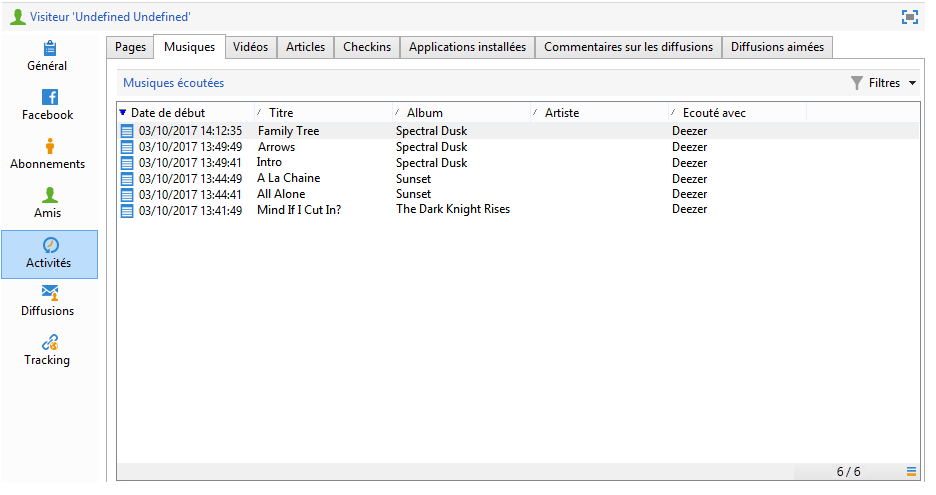 Visiteur 'Undefined Undefined'
Général
Facebook
Abonnements
Amis
Activités
Diffusions
Tracking
Pages Musiques Vidéos Articles Checkins Applications installées Commentaires sur les diffusions Diffusions aimées
Musiques écoutées Filtres
Date de début Titre Album Artiste Ecouté avec
03/10/2017 14:12:35 Family Tree Spectral Dusk Deezer
03/10/2017 13:49:49 Arrows Spectral Dusk Deezer
03/10/2017 13:49:41 Intro Spectral Dusk Deezer
03/10/2017 13:44:49 A La Chaine Sunset Deezer
03/10/2017 13:44:41 All Alone Sunset Deezer
03/10/2017 13:41:49 Mind If I Cut In? The Dark Knight Rises Deezer
6 / 6